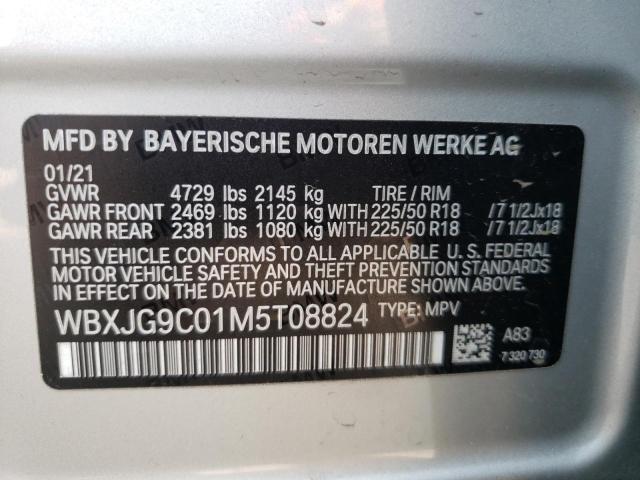 MFD BY BAYERISCHE MOTOREN WERKE AG
01/21
GVWR 4729 lbs 2145 kg TIRE / RIM
GAWR FRONT 2469 lbs 1120 kg WITH 225/50 R18 /7 1/2Jx18
GAWR REAR 2381 lbs 1080 kg WITH 225/50 R18 /7 1/2Jx18
THIS VEHICLE CONFORMS TO ALL APPLICABLE U. S. FEDERAL
MOTOR VEHICLE SAFETY AND THEFT PREVENTION STANDARDS
IN EFFECT ON THE DATE OF MANUFACTURE SHOWN ABOVE.
WBXJG9C01M5T08824 TYPE: MPV
A83
7 320 730